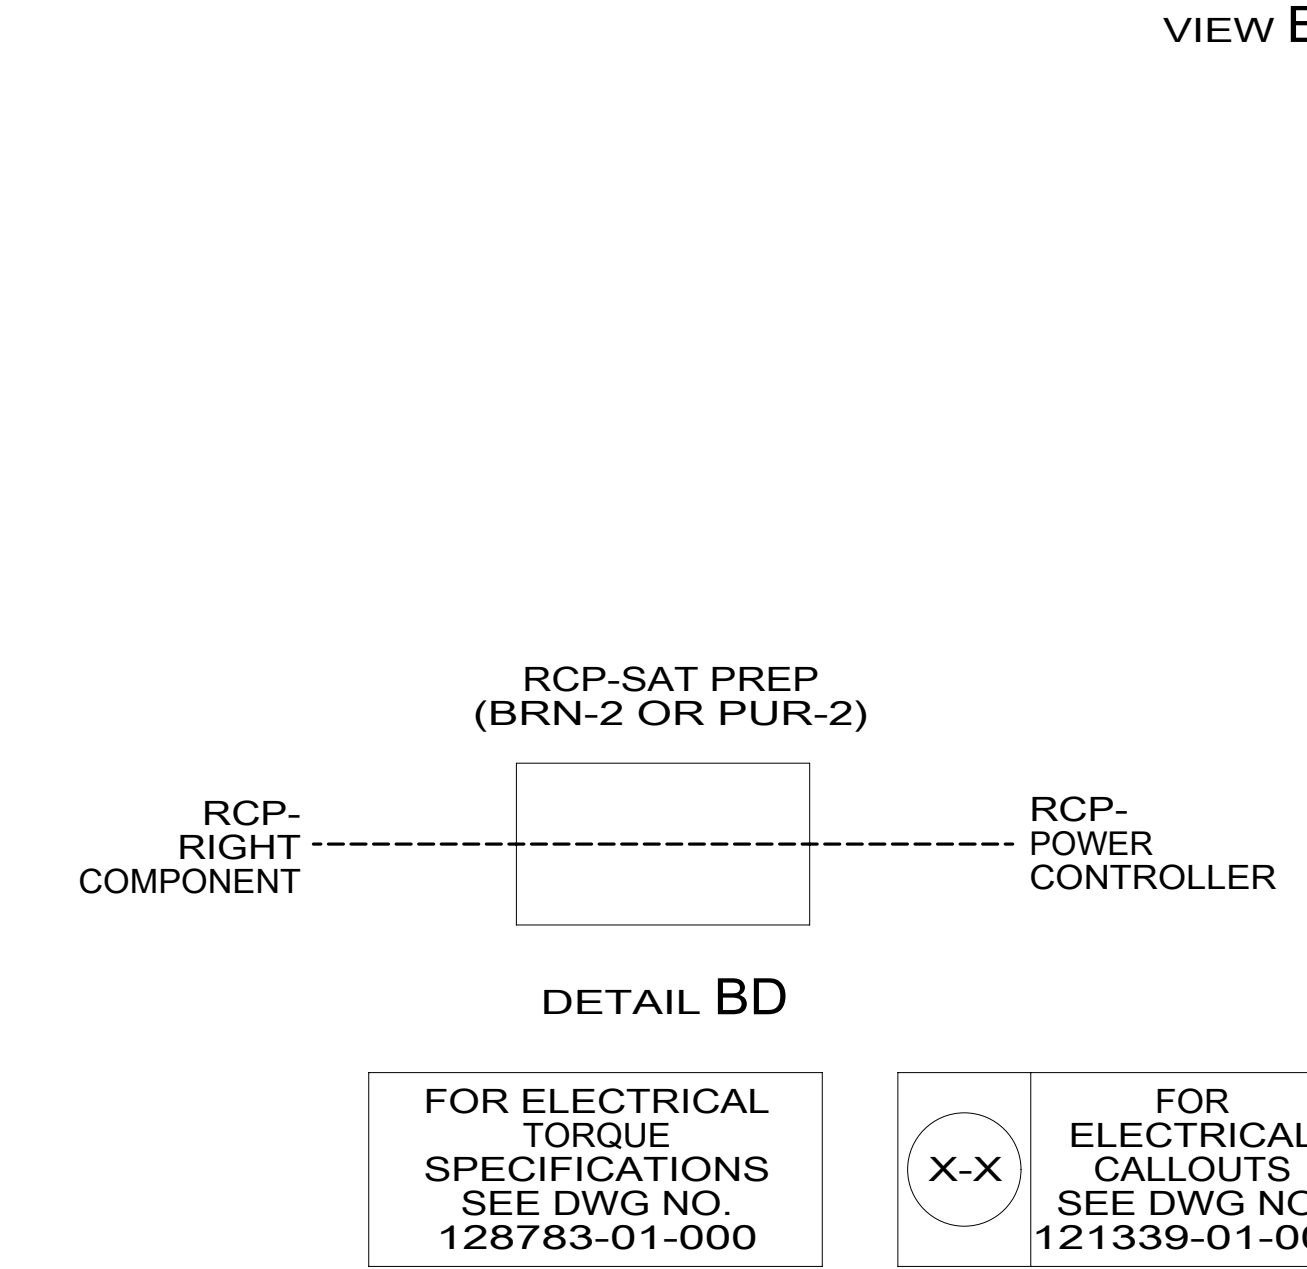 VIEW
RCP-SAT PREP
(BRN-2 OR PUR-2)
RCP-
RIGHT
COMPONENT
RCP-
POWER
CONTROLLER
DETAIL BD
FOR ELECTRICAL
TORQUE
SPECIFICATIONS
SEE DWG NO.
128783-01-000
X-X
FOR
ELECTRICAL
CALLOUTS
SEE DWG